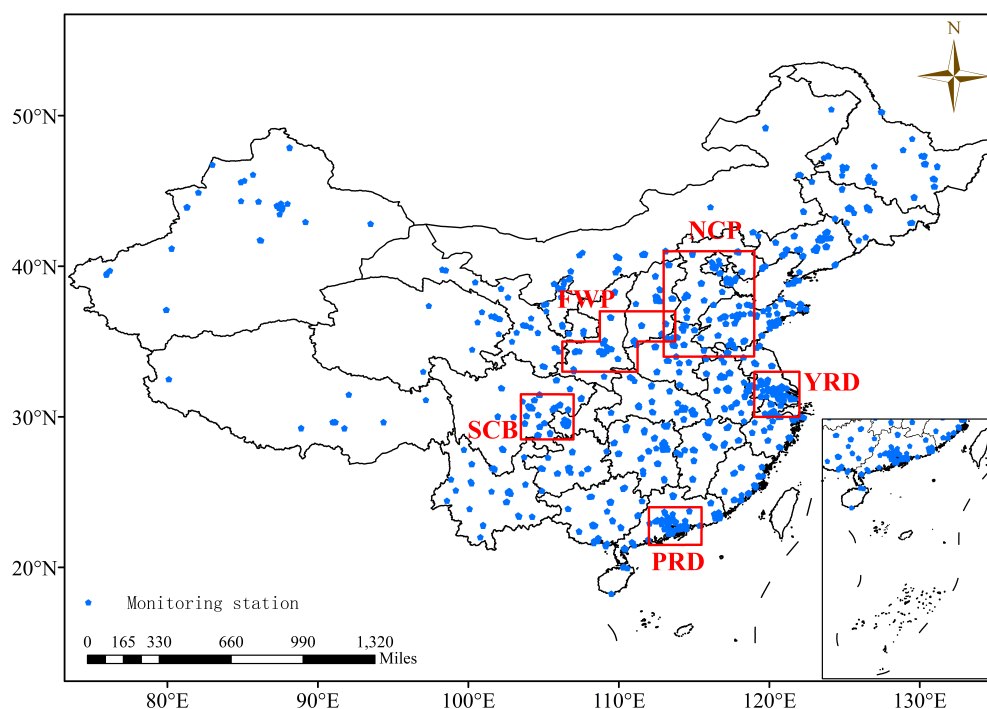 N
50°N
40°N
30°N
20°N
NCP
FWP
YRD
SCB
PRD
Monitoring station
0 165 330 660 990 1,320
Miles
80°E 90°E 100°E 110°E 120°E 130°E